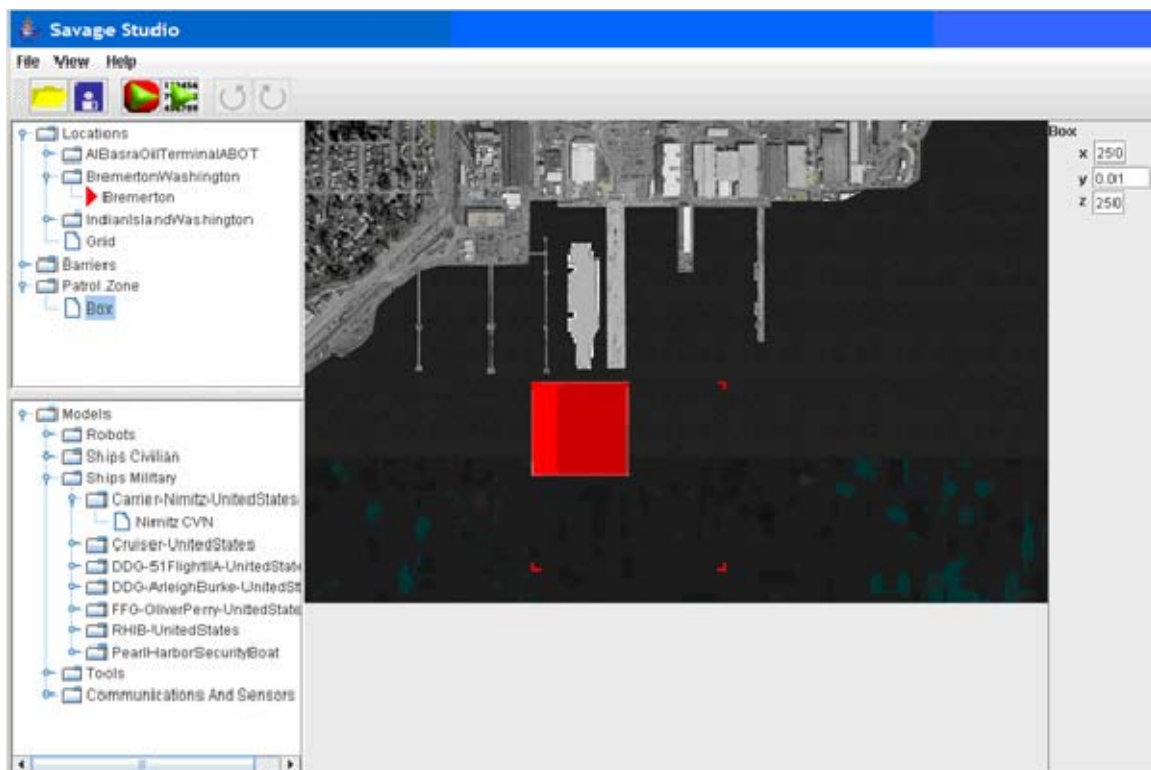 Savage Studio
File View Help
Locations
AlBasraOilTerminalABOT
BremertonWashington
Bremerton
IndianIslandWashington
Grid
Barriers
Patrol Zone
Box
Models
Robots
Ships Civilian
Ships Military
Carrier-Nimitz-UnitedStates
Nimitz CVN
Cruiser-UnitedStates
DDG-51FlightIIA-UnitedState
DDG-ArleighBurke-UnitedSt
FFG-OliverPerry-UnitedState
RHIB-UnitedStates
PearlHarborSecurityBoat
Tools
Communications And Sensors
Box
x 250
y
z 250